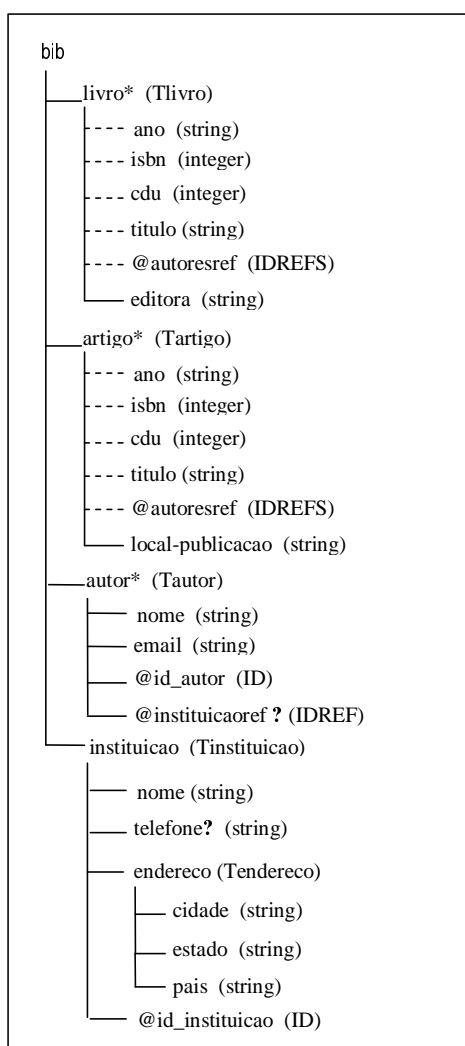 bib
livro* (Tlivro)
ano (string)
isbn (integer)
cdu (integer)
titulo (string)
@autoresref (IDREFS)
editora (string)
artigo* (Tartigo)
ano (string)
isbn (integer)
cdu (integer)
titulo (string)
@autoresref (IDREFS)
local-publicacao (string)
autor* (Tautor)
nome (string)
email (string)
@id_autor (ID)
@instituicaoref ? (IDREF)
instituicao (Tinstituicao)
nome (string)
telefone? (string)
endereco (Tendereco)
cidade (string)
estado (string)
pais (string)
@id_instituicao (ID)